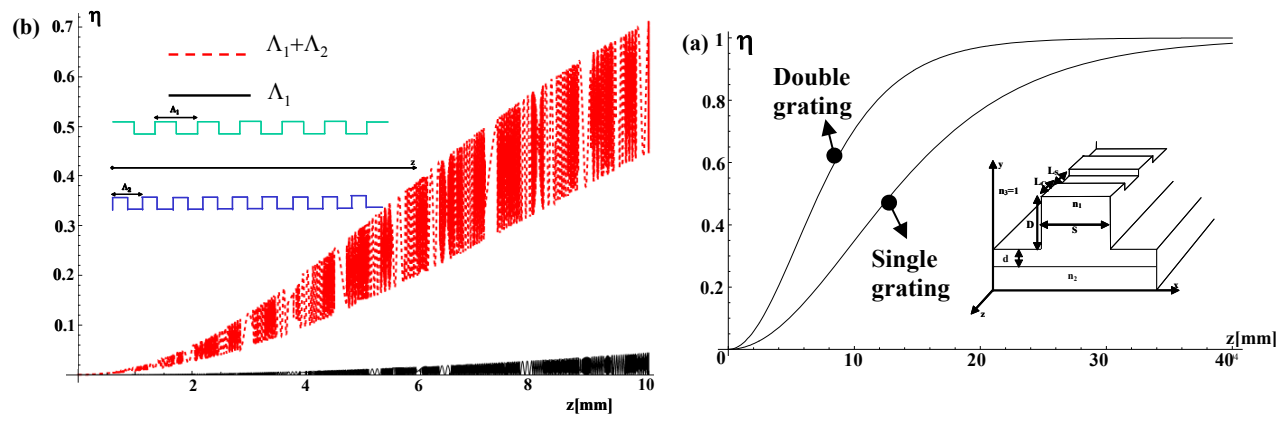 (b)
η
0.7
0.6
0.5
0.4
0.3
0.2
0.1
2
4
6
8
10
z[mm]
Λ₁+Λ₂
Λ₁
Λ₁
z
Λ₂
(a)
η
1
0.8
0.6
0.4
0.2
0
0
10
20
30
40
z[mm]
Double
grating
Single
grating
y
n₃=1
n₁
D
S
d
n₂
x
z